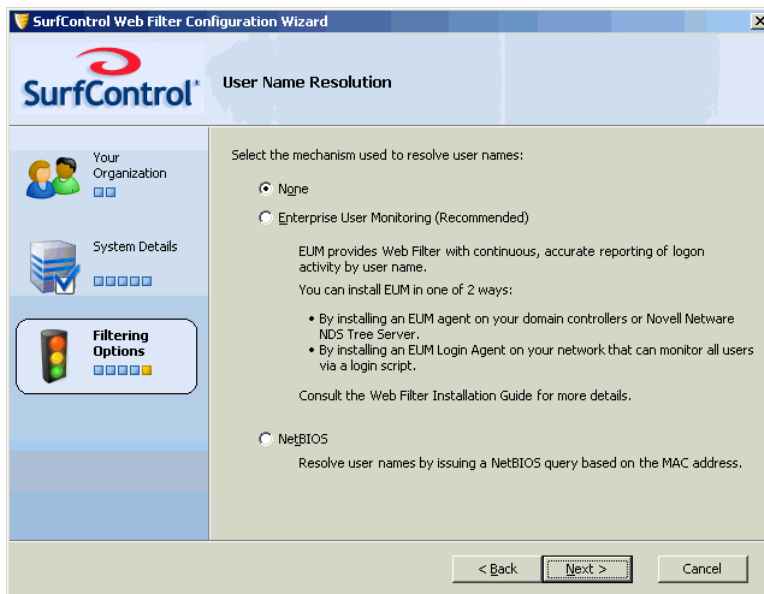 SurfControl Web Filter Configuration Wizard
SurfControl
User Name Resolution
Your
Organization
System Details
Filtering
Options
Select the mechanism used to resolve user names:
None
Enterprise User Monitoring (Recommended)
EUM provides Web Filter with continuous, accurate reporting of logon
activity by user name.
You can install EUM in one of 2 ways:
• By installing an EUM agent on your domain controllers or Novell Netware
NDS Tree Server.
• By installing an EUM Login Agent on your network that can monitor all users
via a login script.
Consult the Web Filter Installation Guide for more details.
NetBIOS
Resolve user names by issuing a NetBIOS query based on the MAC address.
< Back
Next >
Cancel